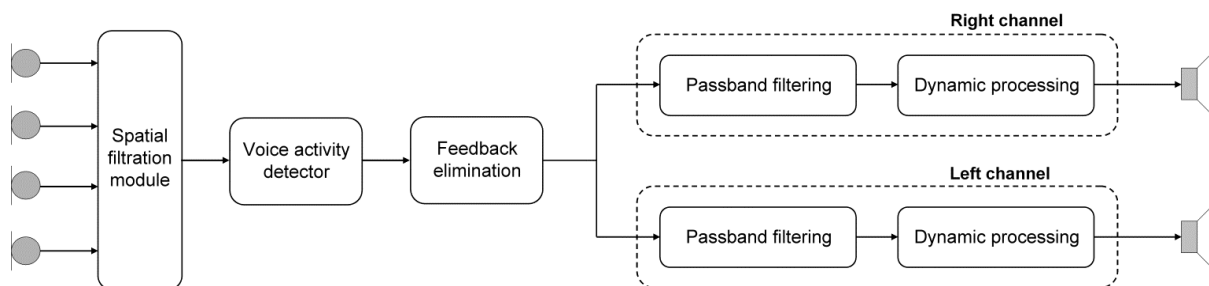 Right channel
Passband filtering
Dynamic processing
Spatial
filtration
module
Voice activity
detector
Feedback
elimination
Left channel
Passband filtering
Dynamic processing